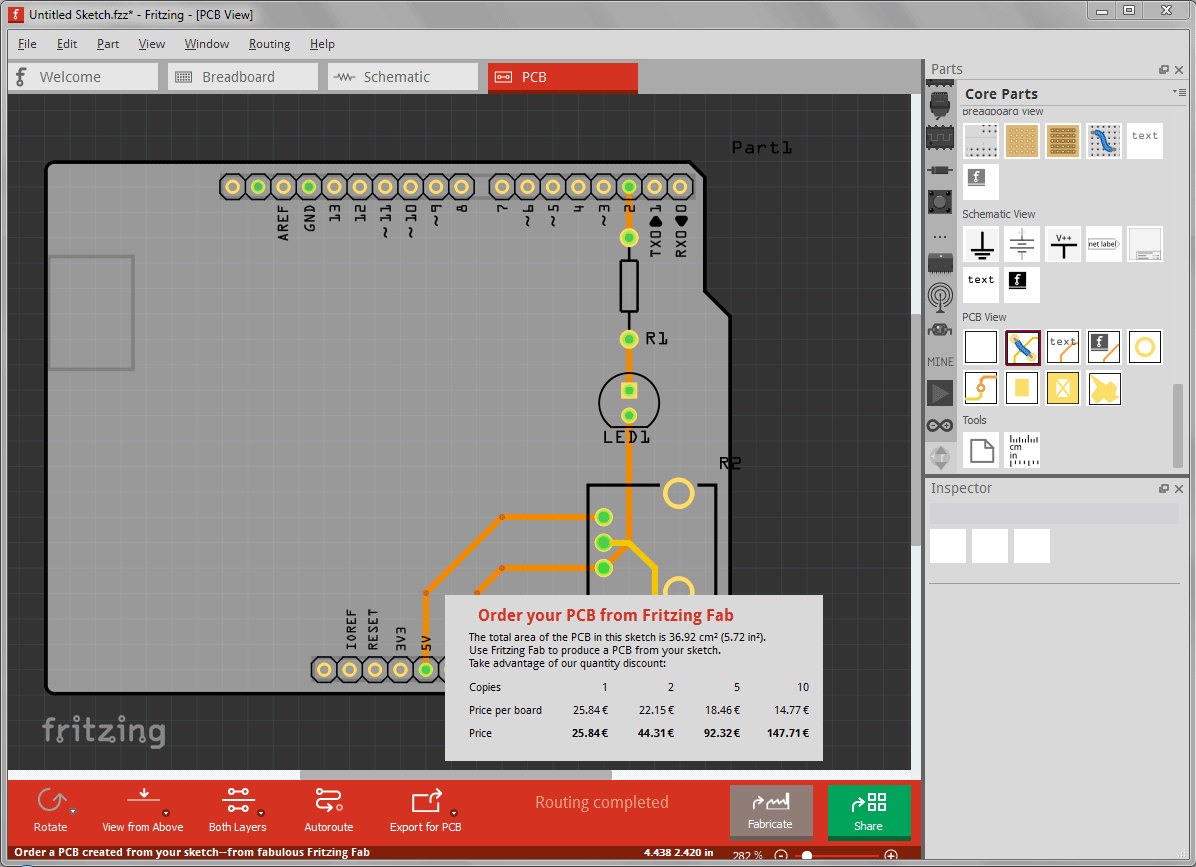 Untitled Sketch.fzz* - Fritzing - [PCB View]
File Edit Part View Window Routing Help
Welcome Breadboard Schematic PCB
Parts
Core Parts
Breadboard View
text
Schematic View
V++
net label
text
PCB View
text
MINE
Tools
cm
in
Inspector
Part1
AREF GND 13 12 ~11 ~10 ~9 8 7 ~6 ~5 4 ~3 2 TX0 1 RX0 0
R1
LED1
R2
IOREF RESET 3V3 5V
fritzing
Order your PCB from Fritzing Fab
The total area of the PCB in this sketch is 36.92 cm² (5.72 in²).
Use Fritzing Fab to produce a PCB from your sketch.
Take advantage of our quantity discount:
Copies 1 2 5 10
Price per board 25.84 € 22.15 € 18.46 € 14.77 €
Price 25.84 € 44.31 € 92.32 € 147.71 €
Rotate View from Above Both Layers Autoroute Export for PCB
Routing completed
Fabricate Share
Order a PCB created from your sketch--from fabulous Fritzing Fab
4.438 2.420 in
282 %